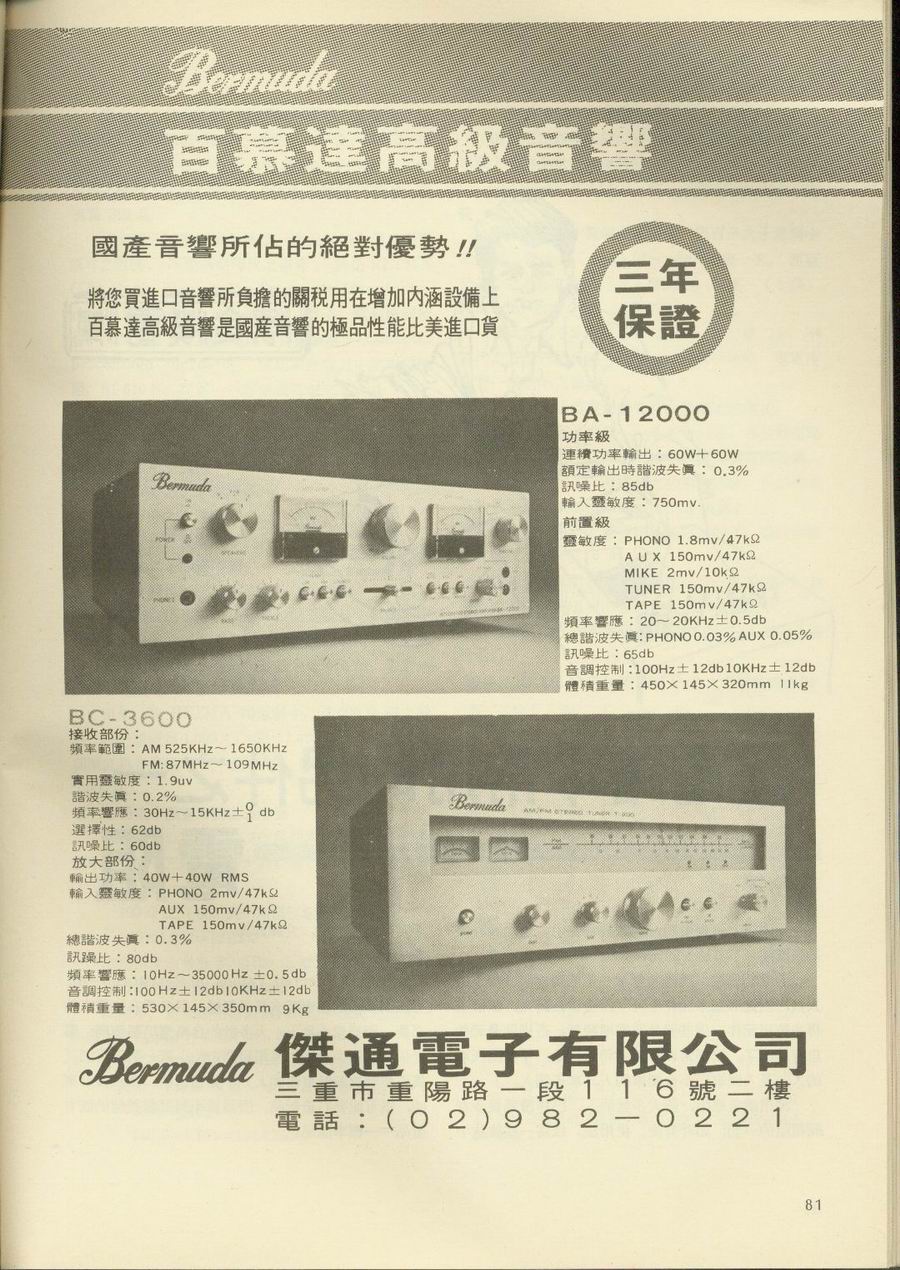 Bermuda
百慕達高級音響
國產音響所佔的絕對優勢!!
將您買進口音響所負擔的關税用在增加内涵設備上
百慕達高級音響是國産音響的極品性能比美進口貨
三年
保證
BA-12000
功率級
連續功率輸出：60W＋60W
額定輸出時諧波失眞：0.3%
訊噪比：85db
輸入靈敏度：750mv.
前置級
靈敏度：PHONO 1.8mv/47kΩ
AUX 150mv/47kΩ
MIKE 2mv/10kΩ
TUNER 150mv/47kΩ
TAPE 150mv/47kΩ
頻率響應：20～20KHz±0.5db
總諧波失眞：PHONO 0.03% AUX 0.05%
訊噪比：65db
音調控制：100Hz±12db10KHz±12db
體積重量：450×145×320mm 11kg
Bermuda
POWER
SPEAKERS
PHONES
BASS
TREBLE
BC-3600
接收部份：
頻率範圍：AM 525KHz～1650KHz
FM:87MHz～109MHz
實用靈敏度：1.9uv
諧波失眞：0.2%
頻率響應：30Hz～15KHz±0/1 db
選擇性：62db
訊噪比：60db
放大部份：
輸出功率：40W＋40W RMS
輸入靈敏度：PHONO 2mv/47kΩ
AUX 150mv/47kΩ
TAPE 150mv/47kΩ
總諧波失眞：0.3%
訊躁比：80db
頻率響應：10Hz～35000Hz ±0.5db
音調控制：100Hz±12db10KHz±12db
體積重量：530×145×350mm 9Kg
Bermuda
AM/FM STEREO TUNER T-200
Bermuda 傑通電子有限公司
三重市重陽路一段116號二樓
電話：(02)982－0221
81